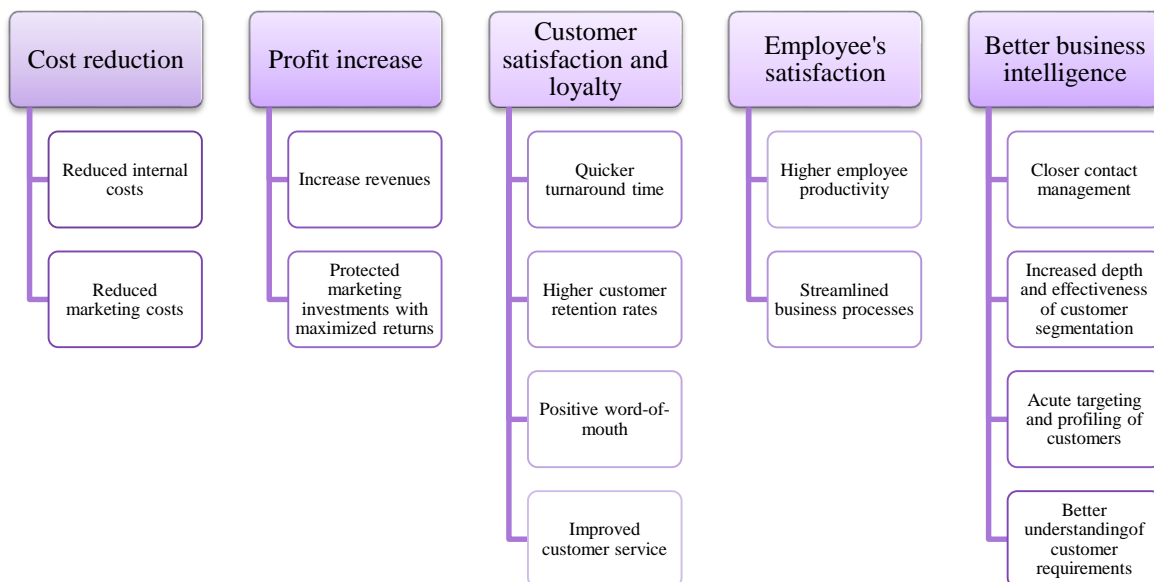 Cost reduction
Reduced internal
costs
Reduced
marketing costs
Profit increase
Increase revenues
Protected
marketing
investments with
maximized returns
Customer
satisfaction and
loyalty
Quicker
turnaround time
Higher customer
retention rates
Positive word-of-
mouth
Improved
customer service
Employee's
satisfaction
Higher employee
productivity
Streamlined
business processes
Better business
intelligence
Closer contact
management
Increased depth
and effectiveness
of customer
segmentation
Acute targeting
and profiling of
customers
Better
understandingof
customer
requirements